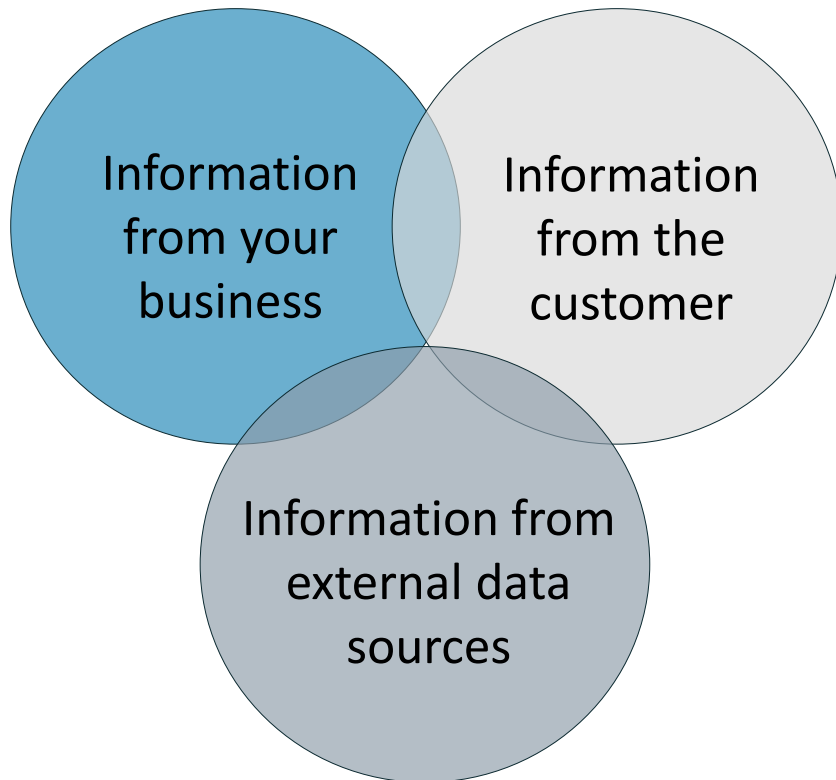 Information
from your
business
Information
from the
customer
Information from
external data
sources